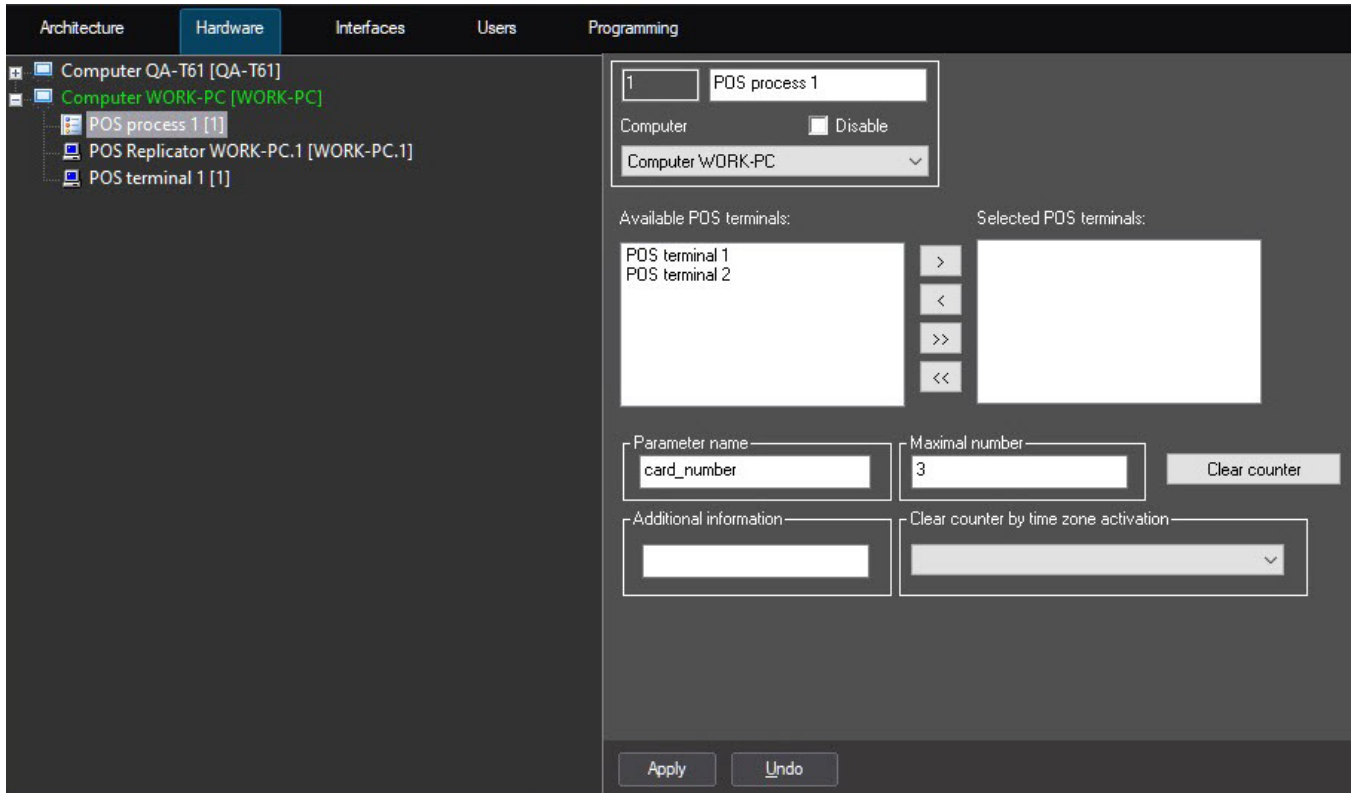 Architecture Hardware Interfaces Users Programming
Computer QA-T61 [QA-T61]
Computer WORK-PC [WORK-PC]
POS process 1 [1]
POS Replicator WORK-PC.1 [WORK-PC.1]
POS terminal 1 [1]
1 POS process 1
Computer Disable
Computer WORK-PC
Available POS terminals: Selected POS terminals:
POS terminal 1
POS terminal 2
>
<
>>
<<
Parameter name Maximal number
card_number 3 Clear counter
Additional information Clear counter by time zone activation
Apply Undo